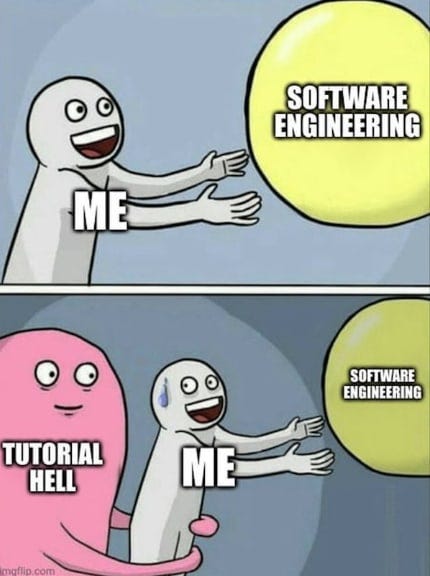 SOFTWARE
ENGINEERING
ME
SOFTWARE
ENGINEERING
TUTORIAL
HELL
ME
imgflip.com